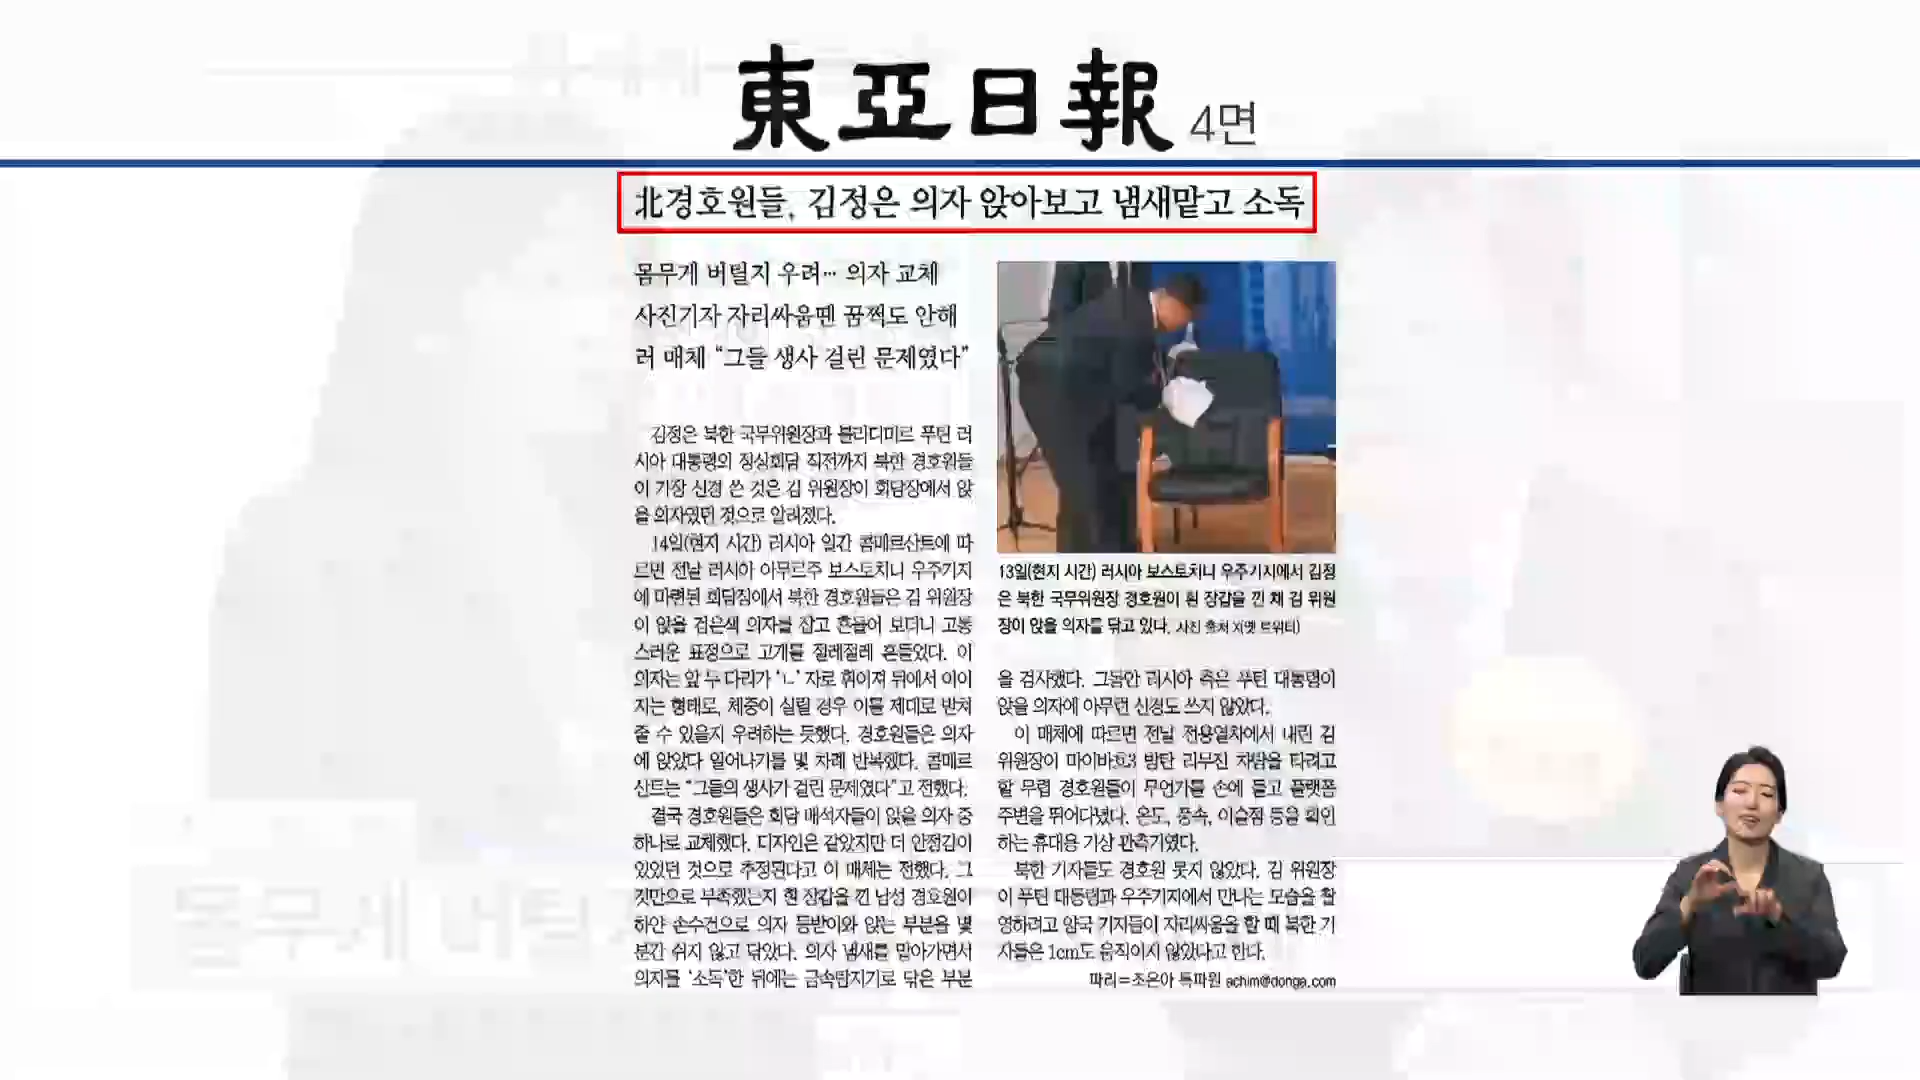 東亞日報 4면
北경호원들, 김정은 의자 앉아보고 냄새맡고 소독
몸무게 버틸지 우려… 의자 교체
사진기자 자리싸움땐 꿈쩍도 안해
러 매체 “그들 생사 걸린 문제였다”
김정은 북한 국무위원장과 블라디미르 푸틴 러
시아 대통령의 정상회담 직전까지 북한 경호원들
이 가장 신경 쓴 것은 김 위원장이 회담장에서 앉
을 의자였던 것으로 알려졌다.
14일(현지 시간) 러시아 일간 콤메르산트에 따
르면 전날 러시아 아무르주 보스토치니 우주기지
에 마련된 회담장에서 북한 경호원들은 김 위원장
이 앉을 검은색 의자를 잡고 흔들어 보더니 고통
스러운 표정으로 고개를 절레절레 흔들었다. 이
의자는 앞 두 다리가 ‘ㄴ’ 자로 휘어져 뒤에서 이어
지는 형태로, 체중이 실릴 경우 이를 제대로 받쳐
줄 수 있을지 우려하는 듯했다. 경호원들은 의자
에 앉았다 일어나기를 몇 차례 반복했다. 콤메르
산트는 “그들의 생사가 걸린 문제였다”고 전했다.
결국 경호원들은 회담 배석자들이 앉을 의자 중
하나로 교체했다. 디자인은 같았지만 더 안정감이
있었던 것으로 추정된다고 이 매체는 전했다. 그
것만으로 부족했는지 흰 장갑을 낀 남성 경호원이
하얀 손수건으로 의자 등받이와 앉는 부분을 몇
분간 쉬지 않고 닦았다. 의자 냄새를 맡아가면서
의자를 ‘소독’한 뒤에는 금속탐지기로 닦은 부분
13일(현지 시간) 러시아 보스토치니 우주기지에서 김정
은 북한 국무위원장 경호원이 흰 장갑을 낀 채 김 위원
장이 앉을 의자를 닦고 있다. 사진 출처 X(옛 트위터)
을 검사했다. 그동안 러시아 측은 푸틴 대통령이
앉을 의자에 아무런 신경도 쓰지 않았다.
이 매체에 따르면 전날 전용열차에서 내린 김
위원장이 마이바흐 방탄 리무진 차량을 타려고
할 무렵 경호원들이 무언가를 손에 들고 플랫폼
주변을 뛰어다녔다. 온도, 풍속, 이슬점 등을 확인
하는 휴대용 기상 관측기였다.
북한 기자들도 경호원 못지 않았다. 김 위원장
이 푸틴 대통령과 우주기지에서 만나는 모습을 촬
영하려고 양국 기자들이 자리싸움을 할 때 북한 기
자들은 1cm도 움직이지 않았다고 한다.
파리=조은아 특파원 achim@donga.com